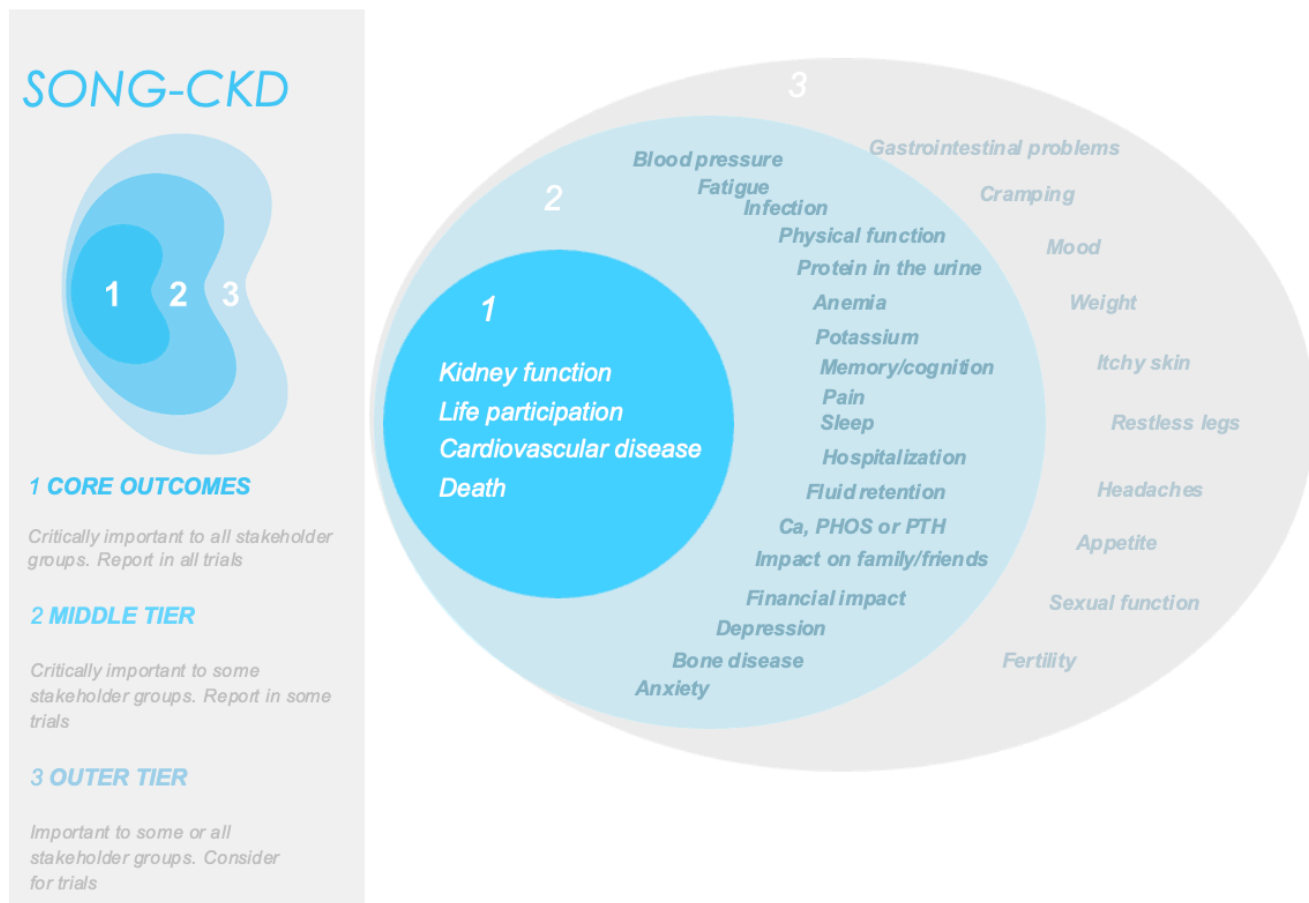 SONG-CKD
1 2 3
1 CORE OUTCOMES
Critically important to all stakeholder
groups. Report in all trials
2 MIDDLE TIER
Critically important to some
stakeholder groups. Report in some
trials
3 OUTER TIER
Important to some or all
stakeholder groups. Consider
for trials
1
Kidney function
Life participation
Cardiovascular disease
Death
2
Blood pressure
Fatigue
Infection
Physical function
Protein in the urine
Anemia
Potassium
Memory/cognition
Pain
Sleep
Hospitalization
Fluid retention
Ca, PHOS or PTH
Impact on family/friends
Financial impact
Depression
Bone disease
Anxiety
3
Gastrointestinal problems
Cramping
Mood
Weight
Itchy skin
Restless legs
Headaches
Appetite
Sexual function
Fertility